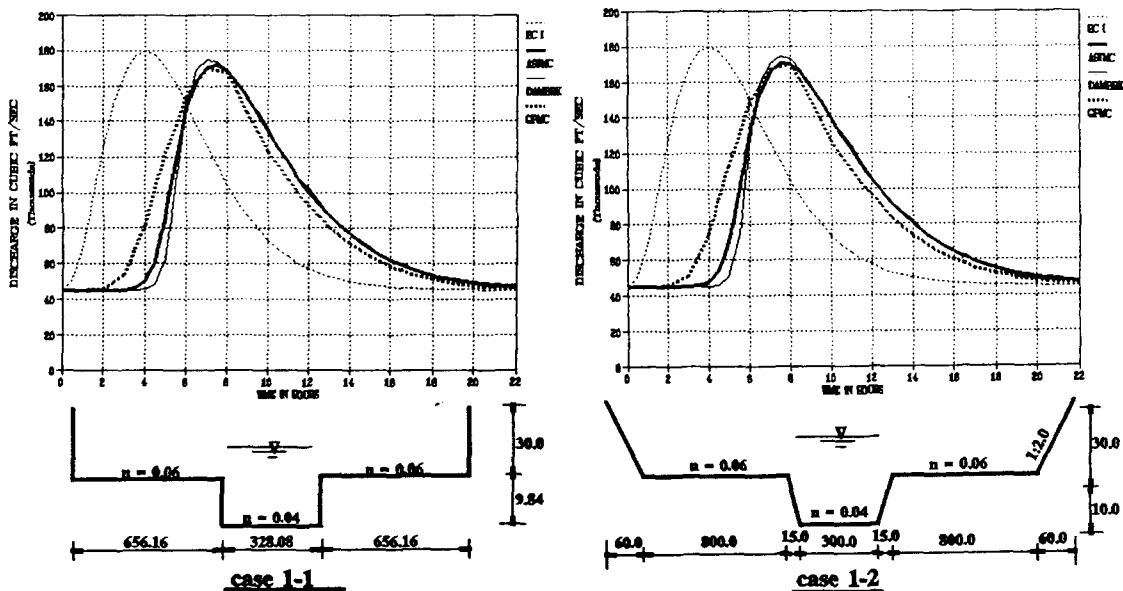 DISCHARGE IN CUBIC FT/SEC
(Thousands)
200
180
160
140
120
100
80
60
40
20
0
0 2 4 6 8 10 12 14 16 18 20 22
TIME IN HOURS
DAMBRK
n = 0.06
n = 0.06
n = 0.04
30.0
9.84
656.16 328.08 656.16
case 1-1
DISCHARGE IN CUBIC FT/SEC
(Thousands)
200
180
160
140
120
100
80
60
40
20
0
0 2 4 6 8 10 12 14 16 18 20 22
TIME IN HOURS
DAMBRK
n = 0.06
n = 0.06
n = 0.04
1:2.0
30.0
10.0
60.0 800.0 15.0 300.0 15.0 800.0 60.0
case 1-2